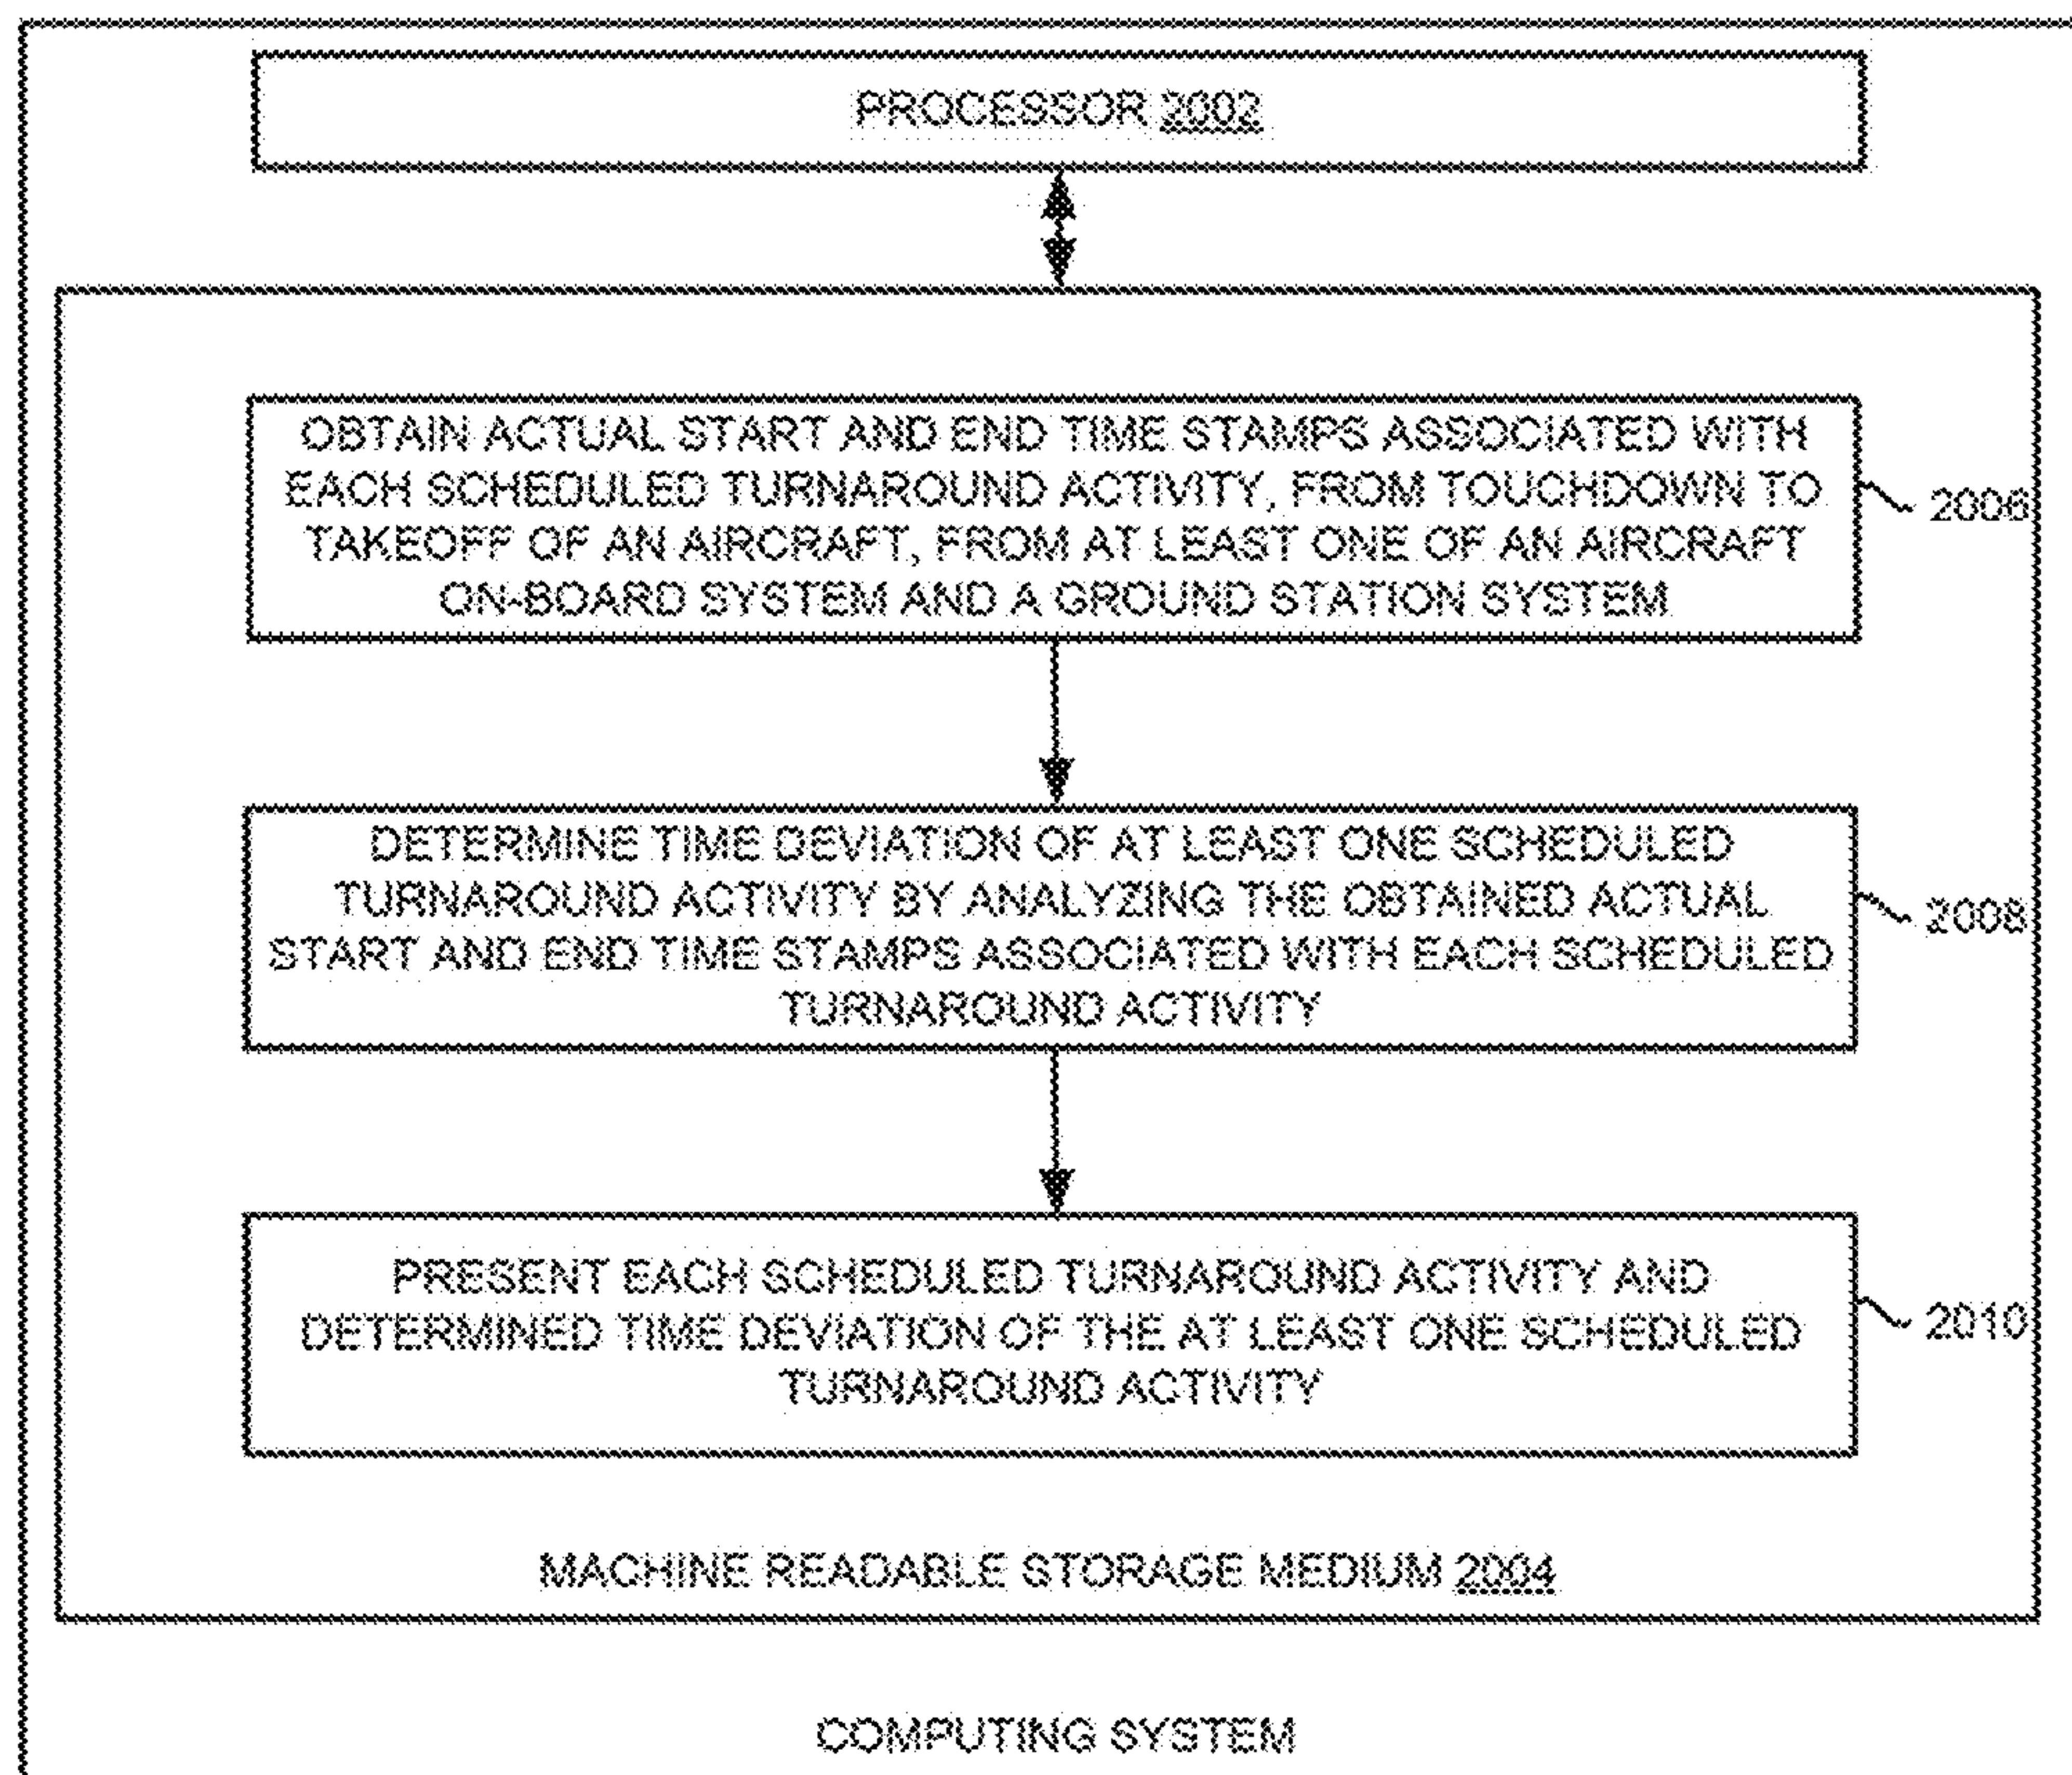 PROCESSOR 2002
OBTAIN ACTUAL START AND END TIME STAMPS ASSOCIATED WITH
EACH SCHEDULED TURNAROUND ACTIVITY, FROM TOUCHDOWN TO
TAKEOFF OF AN AIRCRAFT, FROM AT LEAST ONE OF AN AIRCRAFT
ON-BOARD SYSTEM AND A GROUND STATION SYSTEM
2006
DETERMINE TIME DEVIATION OF AT LEAST ONE SCHEDULED
TURNAROUND ACTIVITY BY ANALYZING THE OBTAINED ACTUAL
START AND END TIME STAMPS ASSOCIATED WITH EACH SCHEDULED
TURNAROUND ACTIVITY
2008
PRESENT EACH SCHEDULED TURNAROUND ACTIVITY AND
DETERMINED TIME DEVIATION OF THE AT LEAST ONE SCHEDULED
TURNAROUND ACTIVITY
2010
MACHINE READABLE STORAGE MEDIUM 2004
COMPUTING SYSTEM